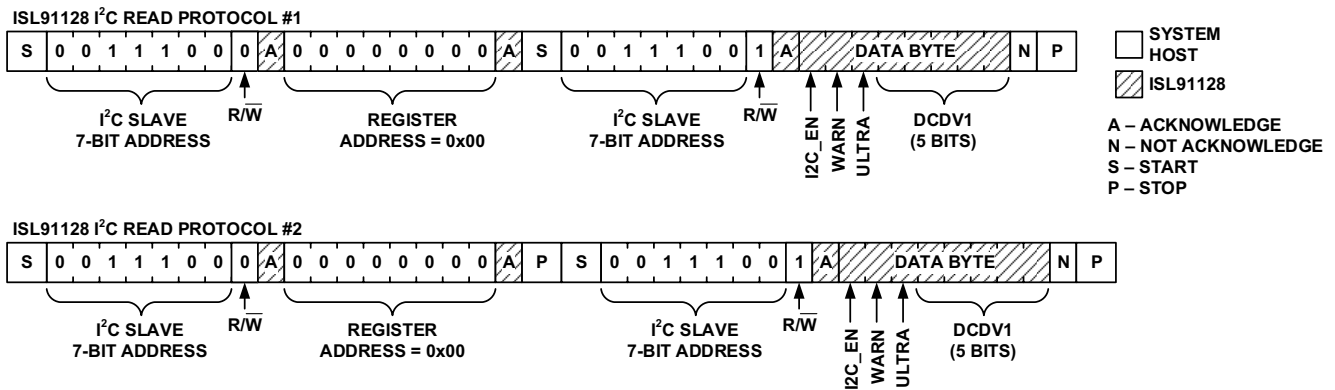 ISL91128 I²C READ PROTOCOL #1
S 0 0 1 1 1 0 0 0 A 0 0 0 0 0 0 0 0 A S 0 0 1 1 1 0 0 1 A DATA BYTE N P
I²C SLAVE
7-BIT ADDRESS
R/W̅
REGISTER
ADDRESS = 0x00
I²C SLAVE
7-BIT ADDRESS
R/W̅
I2C_EN
WARN
ULTRA
DCDV1
(5 BITS)
SYSTEM
HOST
ISL91128
A – ACKNOWLEDGE
N – NOT ACKNOWLEDGE
S – START
P – STOP
ISL91128 I²C READ PROTOCOL #2
S 0 0 1 1 1 0 0 0 A 0 0 0 0 0 0 0 0 A P S 0 0 1 1 1 0 0 1 A DATA BYTE N P
I²C SLAVE
7-BIT ADDRESS
R/W̅
REGISTER
ADDRESS = 0x00
I²C SLAVE
7-BIT ADDRESS
R/W̅
I2C_EN
WARN
ULTRA
DCDV1
(5 BITS)